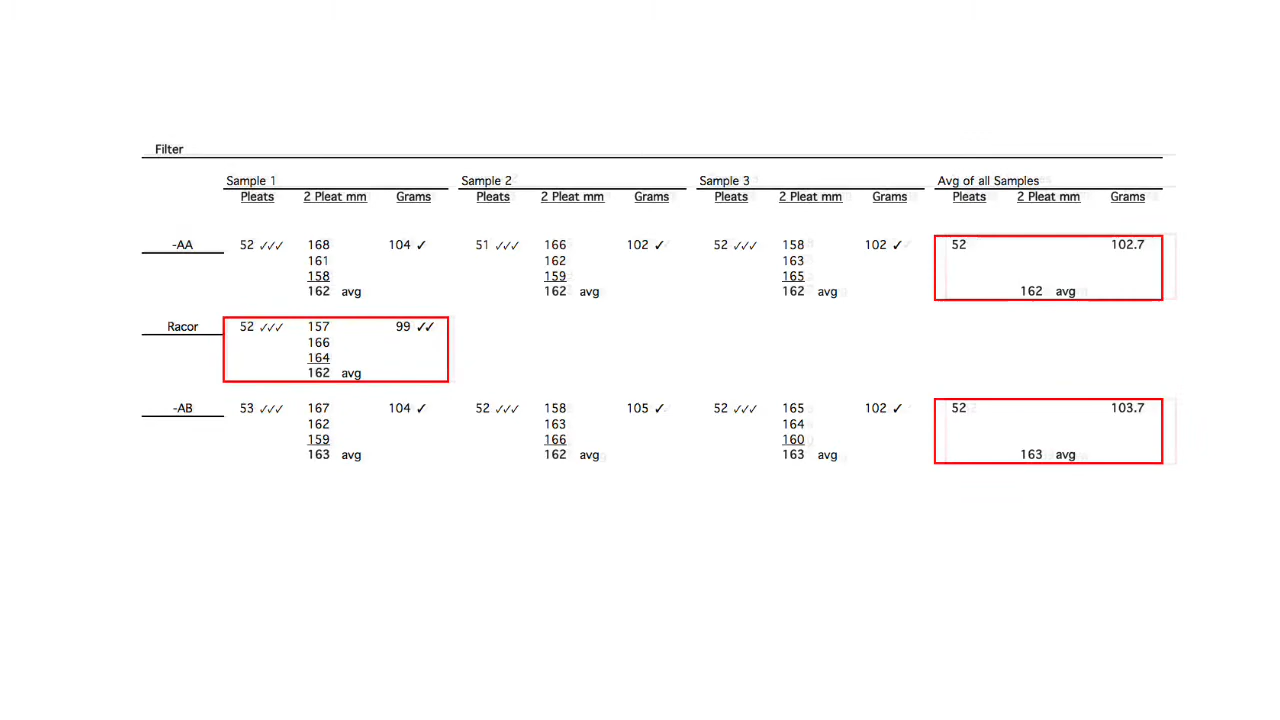 Filter
Sample 1 Sample 2 Sample 3 Avg of all Samples
Pleats 2 Pleat mm Grams Pleats 2 Pleat mm Grams Pleats 2 Pleat mm Grams Pleats 2 Pleat mm Grams
-AA 52 ✓✓✓ 168 104 ✓ 51 ✓✓✓ 166 102 ✓ 52 ✓✓✓ 158 102 ✓ 52 102.7
161 162 163
158 159 165
162 avg 162 avg 162 avg 162 avg
Racor 52 ✓✓✓ 157 99 ✓✓
166
164
162 avg
-AB 53 ✓✓✓ 167 104 ✓ 52 ✓✓✓ 158 105 ✓ 52 ✓✓✓ 165 102 ✓ 52 103.7
162 163 164
159 166 160
163 avg 162 avg 163 avg 163 avg